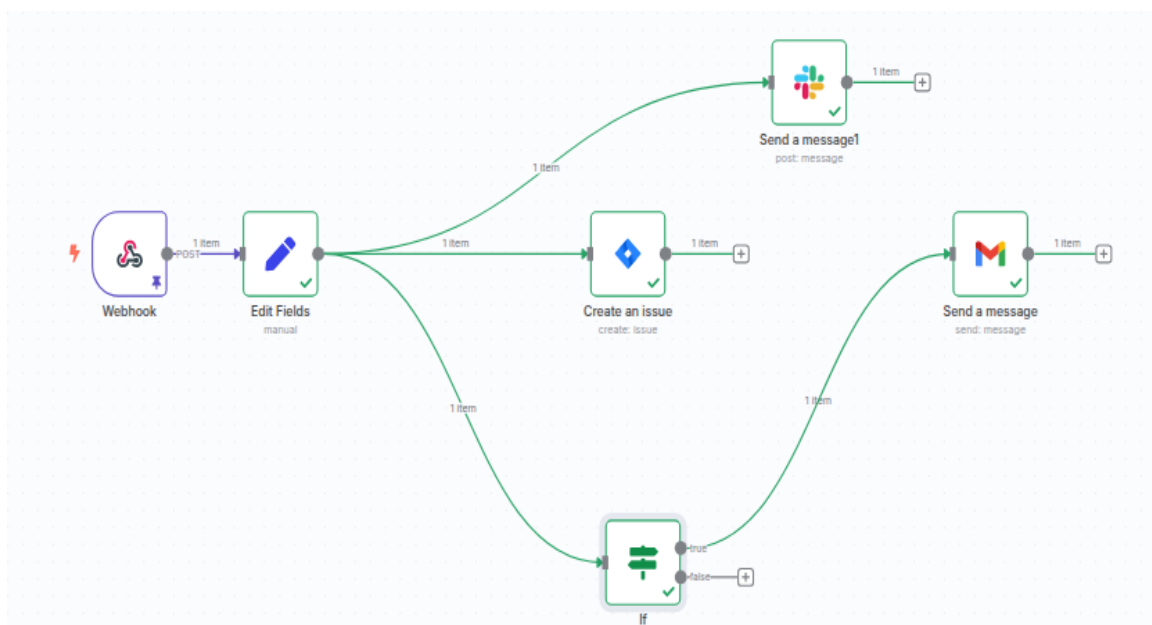 1 item
Send a message1
post: message
1 item
1 item
POST
1 item
1 item
1 item
Webhook
Edit Fields
manual
Create an issue
create: issue
Send a message
send: message
1 item
1 item
true
false
If